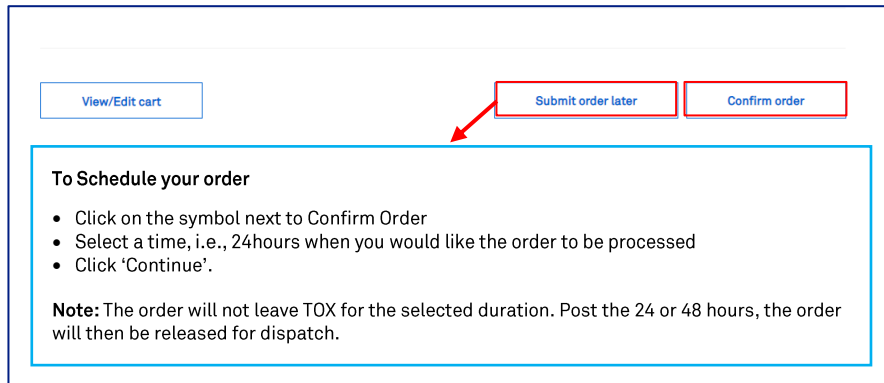 View/Edit cart
Submit order later
Confirm order
To Schedule your order
• Click on the symbol next to Confirm Order
• Select a time, i.e., 24hours when you would like the order to be processed
• Click ‘Continue’.
Note: The order will not leave TOX for the selected duration. Post the 24 or 48 hours, the order
will then be released for dispatch.